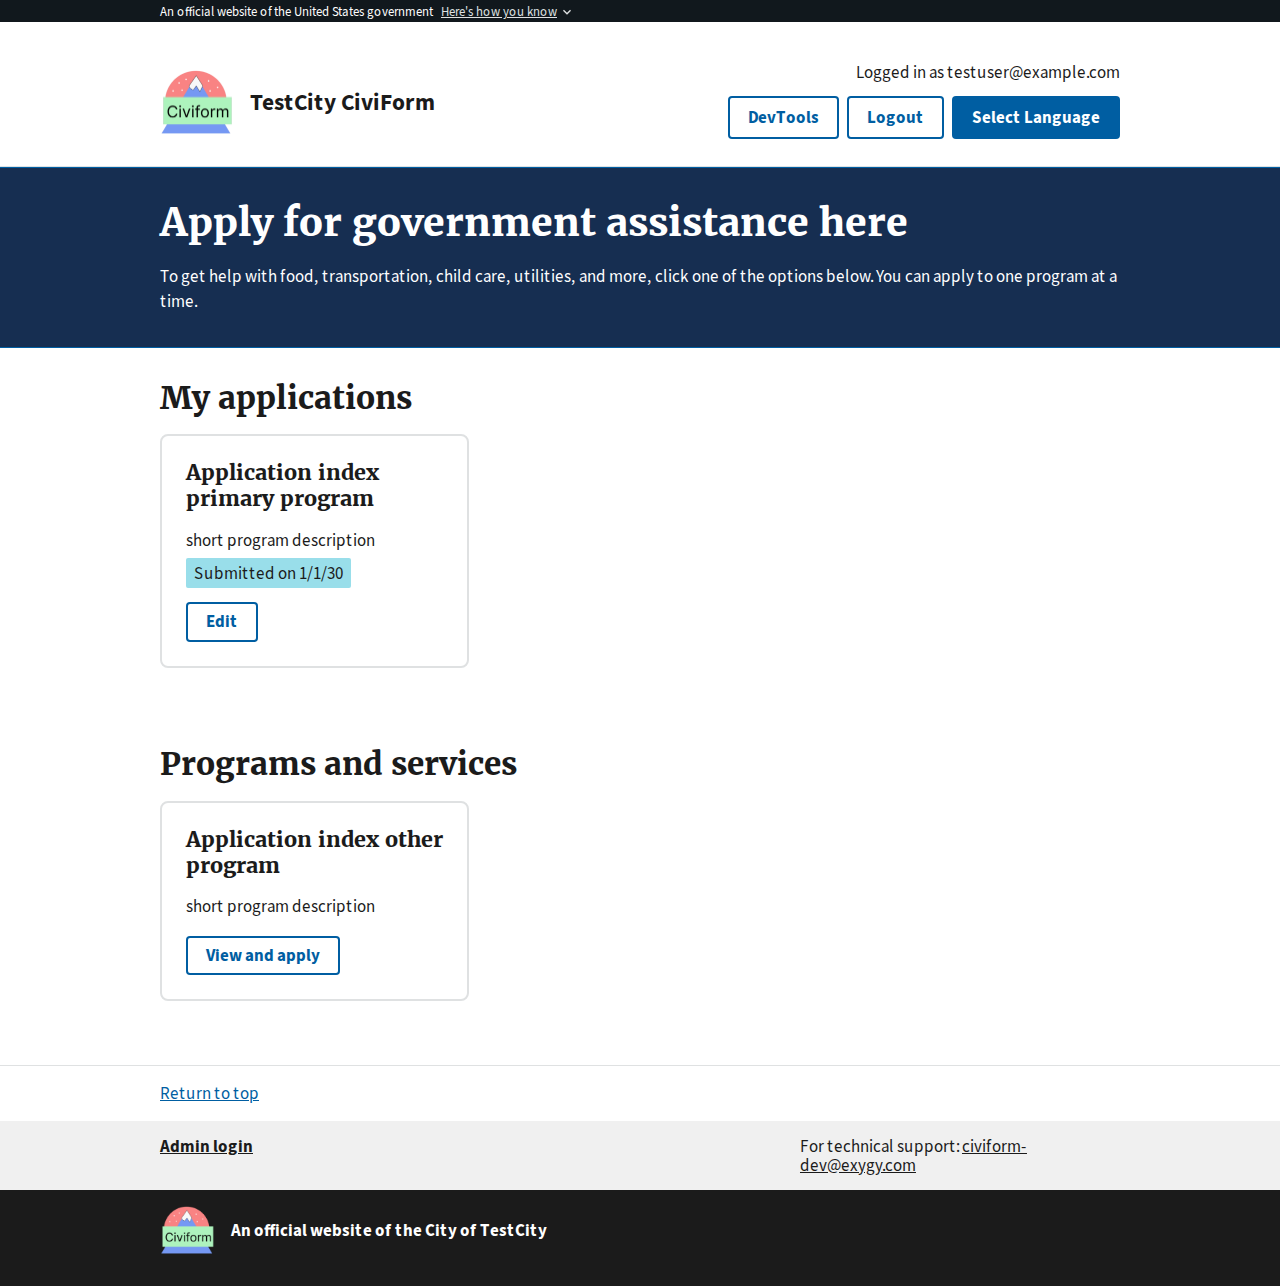 An official website of the United States government Here's how you know
Civiform
TestCity CiviForm
Logged in as testuser@example.com
DevTools
Logout
Select Language
Apply for government assistance here
To get help with food, transportation, child care, utilities, and more, click one of the options below. You can apply to one program at a
time.
My applications
Application index
primary program
short program description
Submitted on 1/1/30
Edit
Programs and services
Application index other
program
short program description
View and apply
Return to top
Admin login
For technical support: civiform-
dev@exygy.com
Civiform
An official website of the City of TestCity